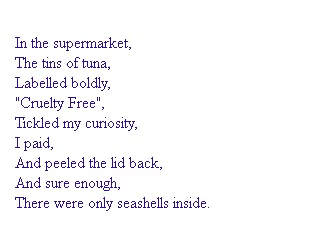 In the supermarket,
The tins of tuna,
Labelled boldly,
"Cruelty Free",
Tickled my curiosity,
I paid,
And peeled the lid back,
And sure enough,
There were only seashells inside.